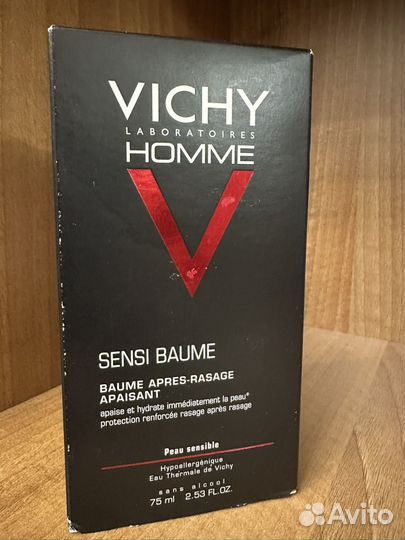 VICHY
LABORATOIRES
HOMME
V
SENSI BAUME
BAUME APRES-RASAGE
APAISANT
apaise et hydrate immédiatement la peau*
protection renforcée rasage après rasage
Peau sensible
Hypoallergénique
Eau Thermale de Vichy
sans alcool
75 ml 2.53 FL.OZ.
Avito